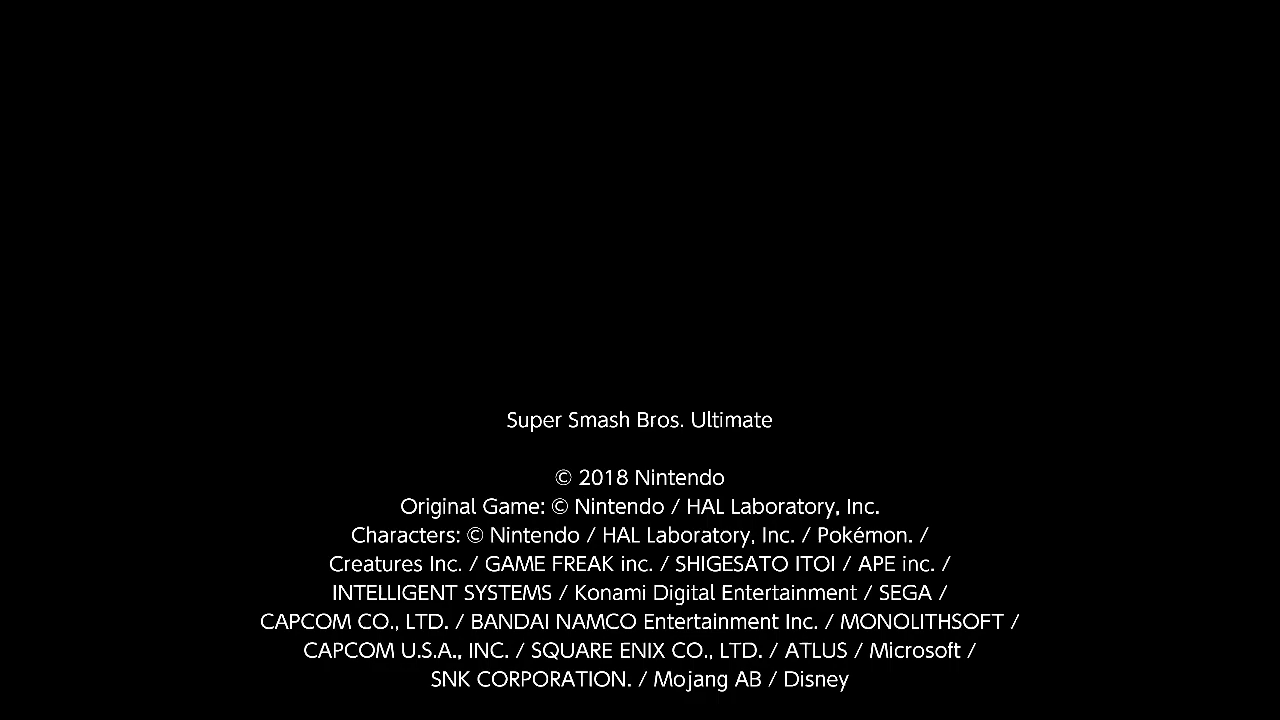 Super Smash Bros. Ultimate
© 2018 Nintendo
Original Game: © Nintendo / HAL Laboratory, Inc.
Characters: © Nintendo / HAL Laboratory, Inc. / Pokémon. /
Creatures Inc. / GAME FREAK inc. / SHIGESATO ITOI / APE inc. /
INTELLIGENT SYSTEMS / Konami Digital Entertainment / SEGA /
CAPCOM CO., LTD. / BANDAI NAMCO Entertainment Inc. / MONOLITHSOFT /
CAPCOM U.S.A., INC. / SQUARE ENIX CO., LTD. / ATLUS / Microsoft /
SNK CORPORATION. / Mojang AB / Disney